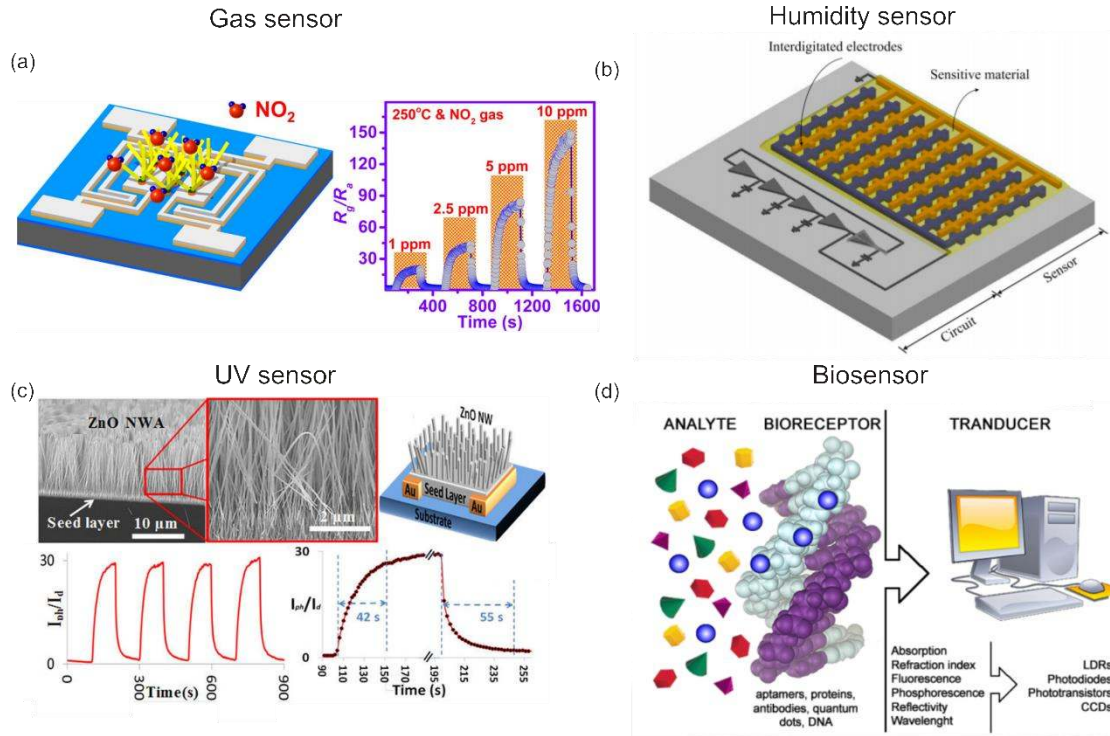 Gas sensor
Humidity sensor
(a)
NO2
250°C & NO2 gas
10 ppm
5 ppm
2.5 ppm
1 ppm
Rg/Ra
150
120
90
60
30
400
800
1200
1600
Time (s)
(b)
Interdigitated electrodes
Sensitive material
Sensor
Circuit
UV sensor
Biosensor
(c)
ZnO NWA
Seed layer
10 µm
2 µm
ZnO NW
Au
Seed Layer
Au
Substrate
Iph/Id
30
0
0
300
600
900
Time(s)
Iph/Id
30
0
42 s
55 s
90
110
130
150
170
195
215
235
255
Time (s)
(d)
ANALYTE
BIORECEPTOR
TRANDUCER
aptamers, proteins,
antibodies, quantum
dots, DNA
Absorption
Refraction index
Fluorescence
Phosphorescence
Reflectivity
Wavelenght
LDRs
Photodiodes
Phototransistors
CCDs